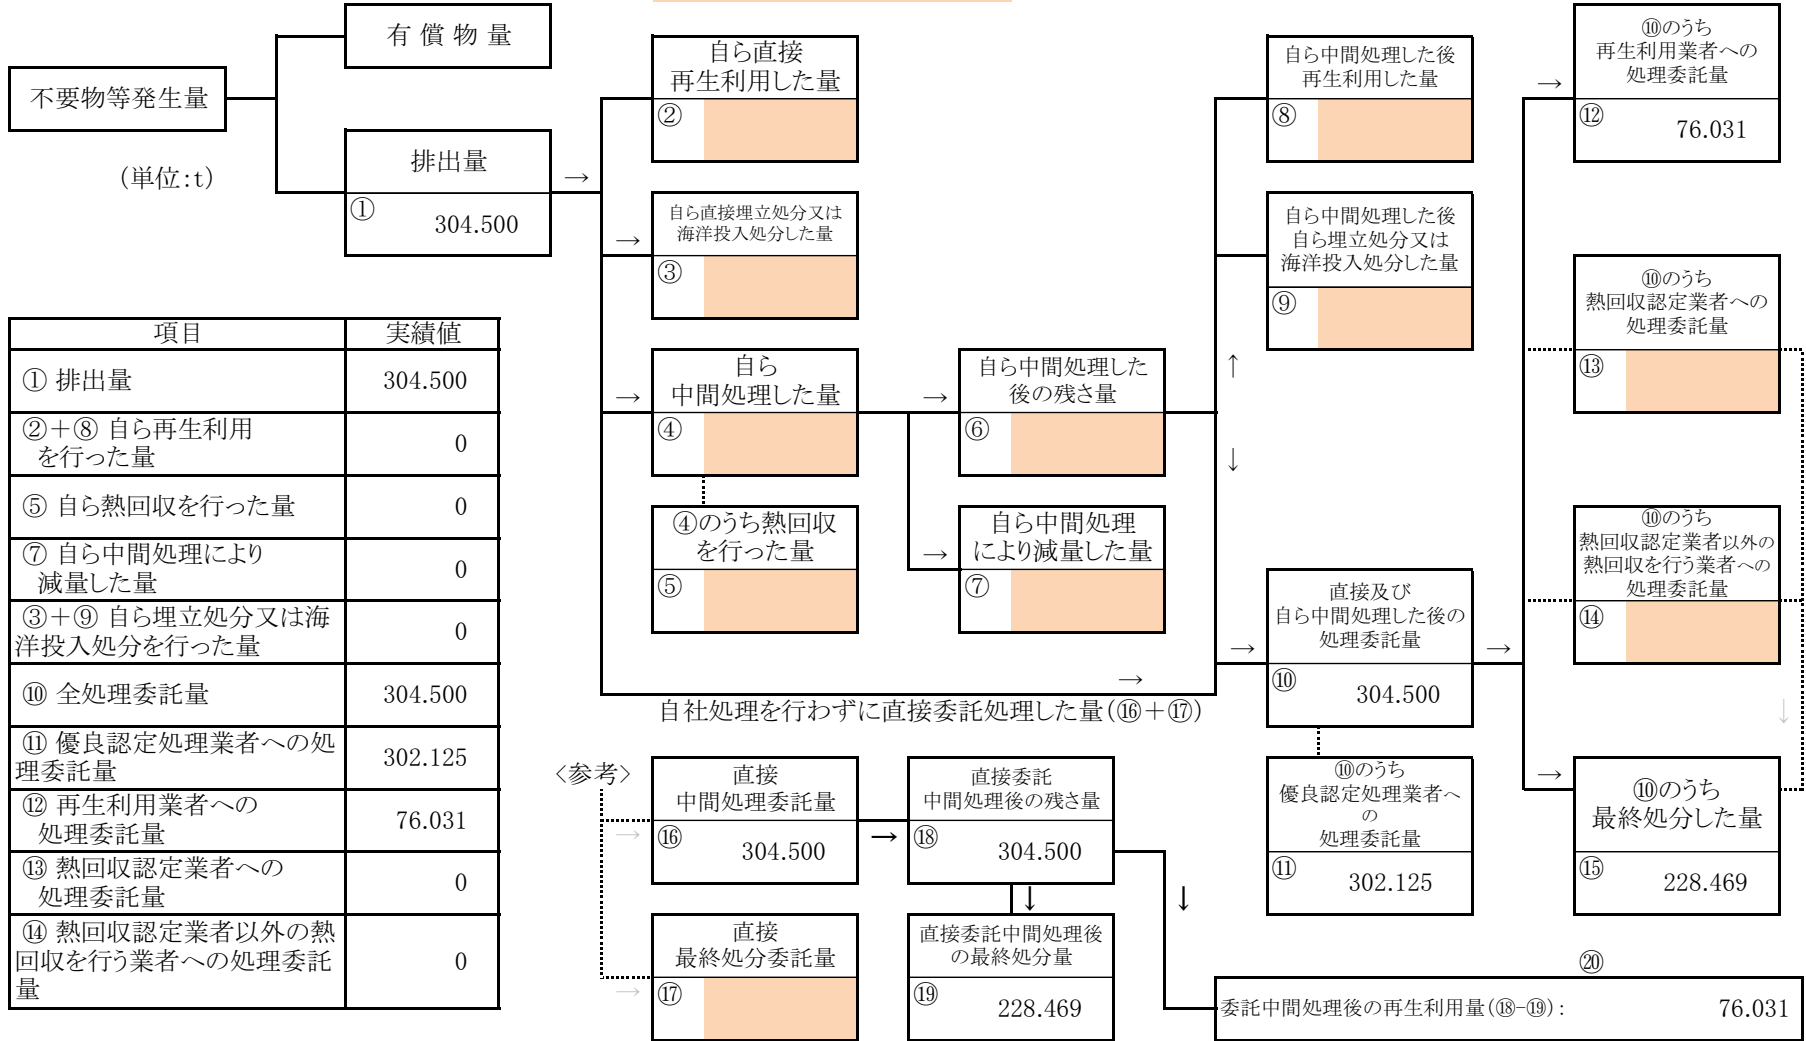 不要物等発生量
有 償 物 量
(単位:t)
排出量
① 304.500
→
自ら直接
再生利用した量
②
→
自ら直接埋立処分又は
海洋投入処分した量
③
→
自ら
中間処理した量
④
④のうち熱回収
を行った量
⑤
→
自ら中間処理した
後の残さ量
⑥
→
自ら中間処理
により減量した量
⑦
↑
↓
自ら中間処理した後
再生利用した量
⑧
自ら中間処理した後
自ら埋立処分又は
海洋投入処分した量
⑨
→
自社処理を行わずに直接委託処理した量(⑯+⑰)
→
直接及び
自ら中間処理した後の
処理委託量
⑩ 304.500
→
⑩のうち
優良認定処理業者へ
の
処理委託量
⑪ 302.125
→
⑩のうち
再生利用業者への
処理委託量
⑫ 76.031
⑩のうち
熱回収認定業者への
処理委託量
⑬
⑩のうち
熱回収認定業者以外の
熱回収を行う業者への
処理委託量
⑭
↓
→
⑩のうち
最終処分した量
⑮ 228.469
項目 実績値
① 排出量 304.500
②+⑧ 自ら再生利用
を行った量 0
⑤ 自ら熱回収を行った量 0
⑦ 自ら中間処理により
減量した量 0
③+⑨ 自ら埋立処分又は海
洋投入処分を行った量 0
⑩ 全処理委託量 304.500
⑪ 優良認定処理業者への処
理委託量 302.125
⑫ 再生利用業者への
処理委託量 76.031
⑬ 熱回収認定業者への
処理委託量 0
⑭ 熱回収認定業者以外の熱
回収を行う業者への処理委託
量 0
<参考>
→
直接
中間処理委託量
⑯ 304.500
→
直接委託
中間処理後の残さ量
⑱ 304.500
↓
↓
→
直接
最終処分委託量
⑰
直接委託中間処理後
の最終処分量
⑲ 228.469
⑳
委託中間処理後の再生利用量(⑱-⑲): 76.031